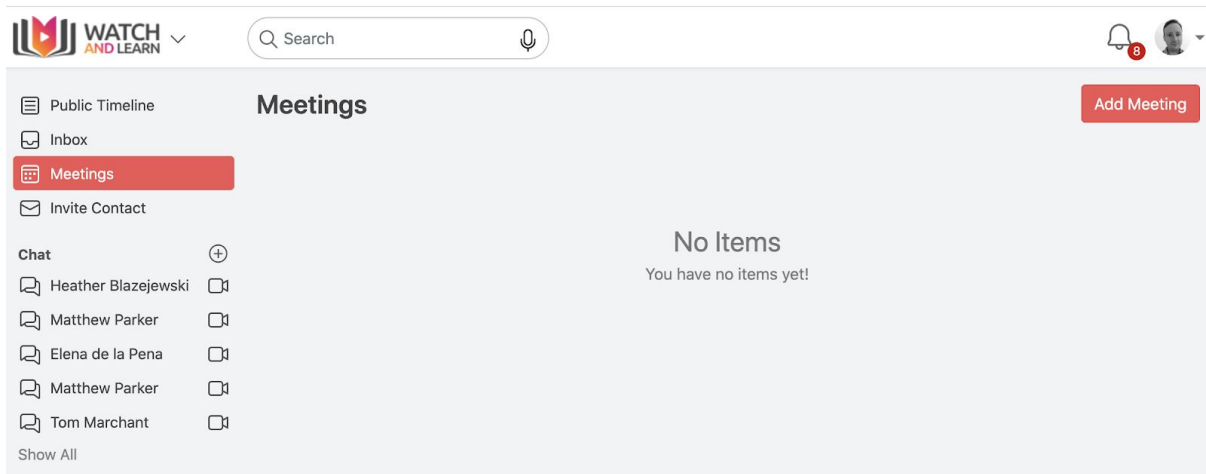 WATCH
AND LEARN
Search
8
Public Timeline
Inbox
Meetings
Invite Contact
Chat
Heather Blazejewski
Matthew Parker
Elena de la Pena
Matthew Parker
Tom Marchant
Show All
Meetings
Add Meeting
No Items
You have no items yet!